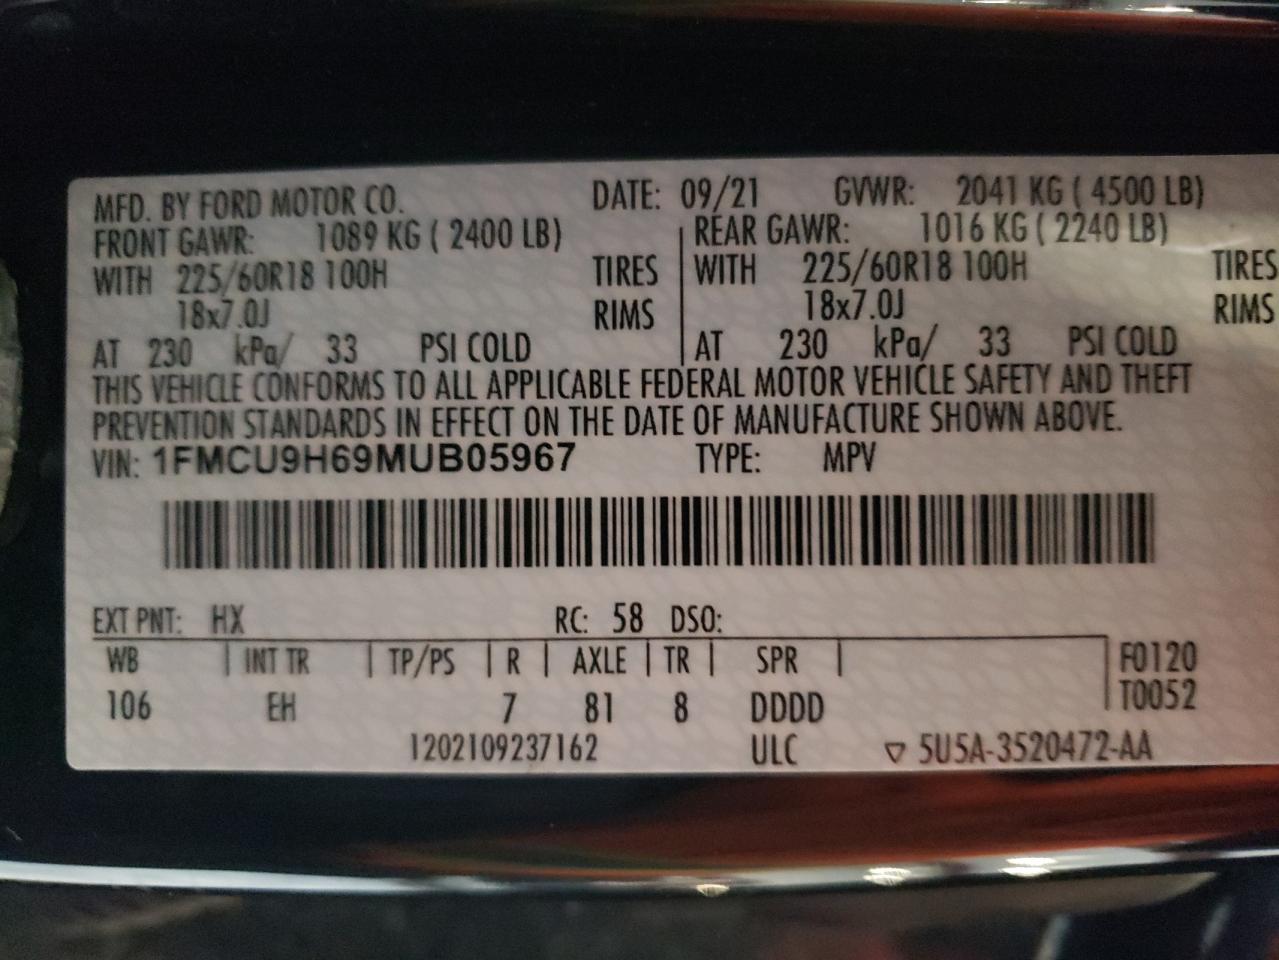 MFD. BY FORD MOTOR CO. DATE: 09/21 GVWR: 2041 KG ( 4500 LB)
FRONT GAWR: 1089 KG ( 2400 LB) REAR GAWR: 1016 KG ( 2240 LB)
WITH 225/60R18 100H TIRES WITH 225/60R18 100H TIRES
18x7.0J RIMS 18x7.0J RIMS
AT 230 kPa/ 33 PSI COLD AT 230 kPa/ 33 PSI COLD
THIS VEHICLE CONFORMS TO ALL APPLICABLE FEDERAL MOTOR VEHICLE SAFETY AND THEFT
PREVENTION STANDARDS IN EFFECT ON THE DATE OF MANUFACTURE SHOWN ABOVE.
VIN: 1FMCU9H69MUB05967 TYPE: MPV
EXT PNT: HX RC: 58 DSO:
WB | INT TR | TP/PS | R | AXLE | TR | SPR | F0120
106 EH 7 81 8 DDDD T0052
1202109237162 ULC ▽ 5U5A-3520472-AA